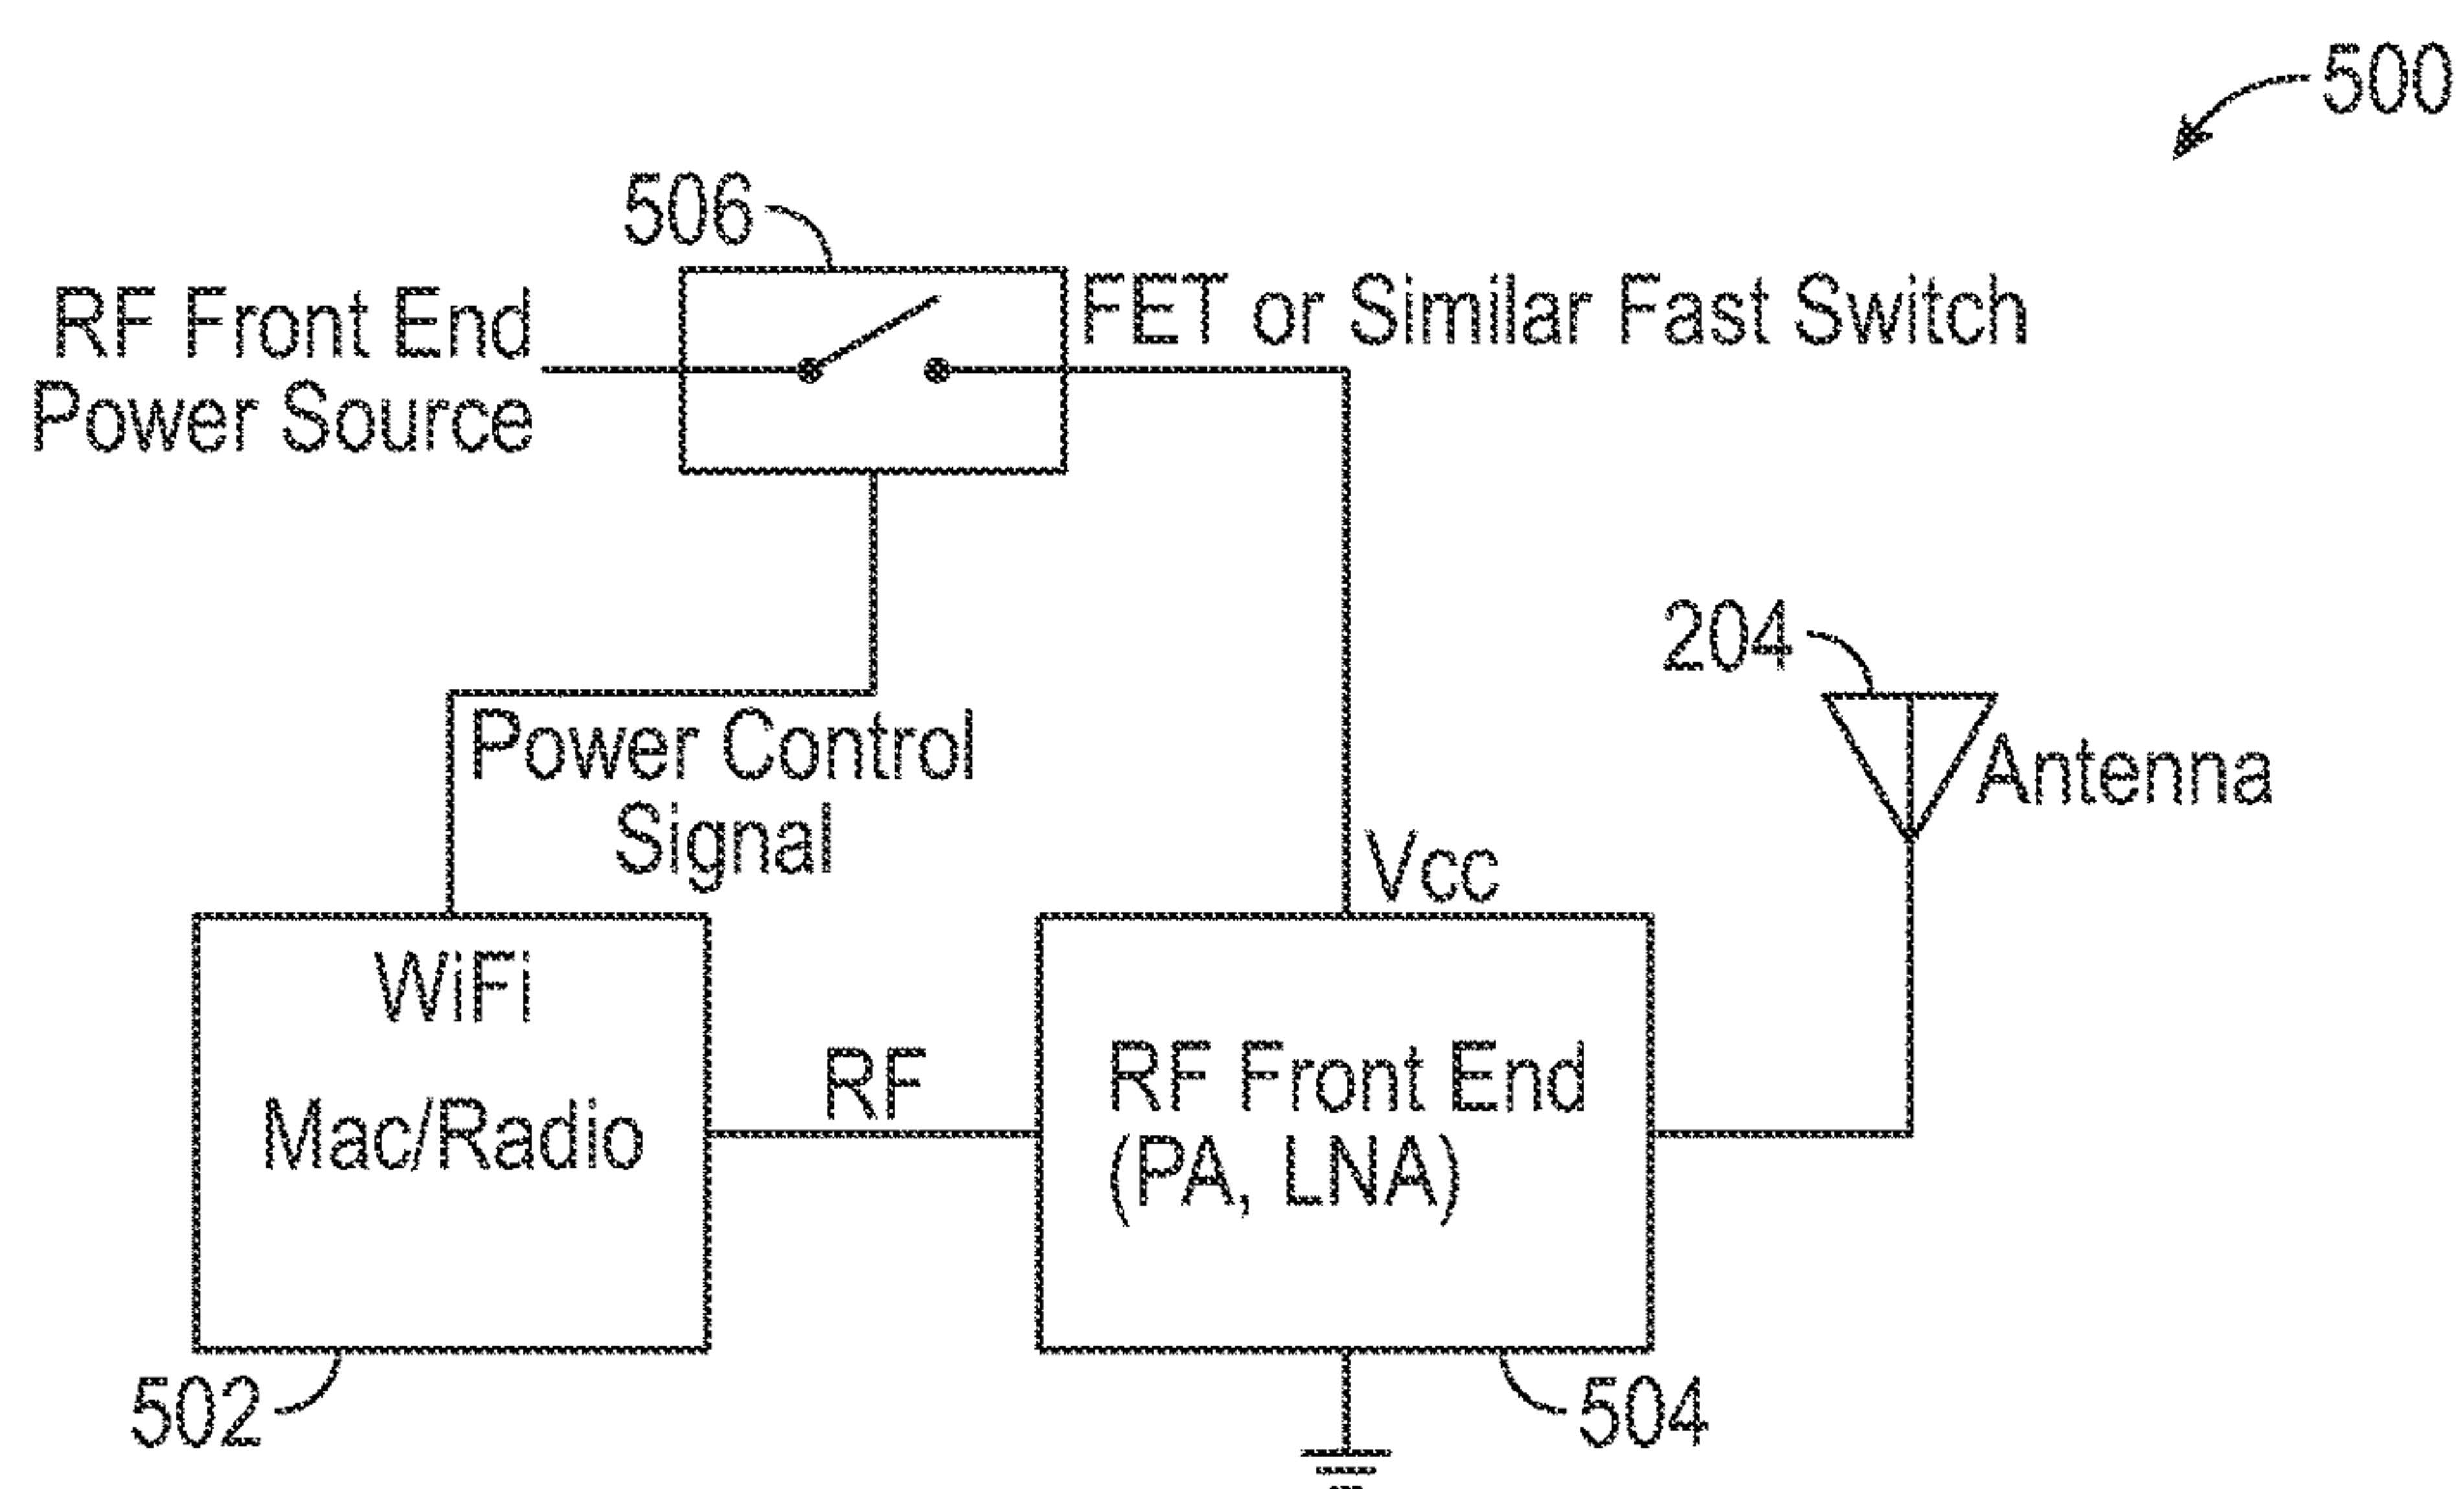 500
506
RF Front End
Power Source
FET or Similar Fast Switch
204
Power Control
Signal
Antenna
Vcc
WiFi
Mac/Radio
RF
RF Front End
(PA, LNA)
502
504